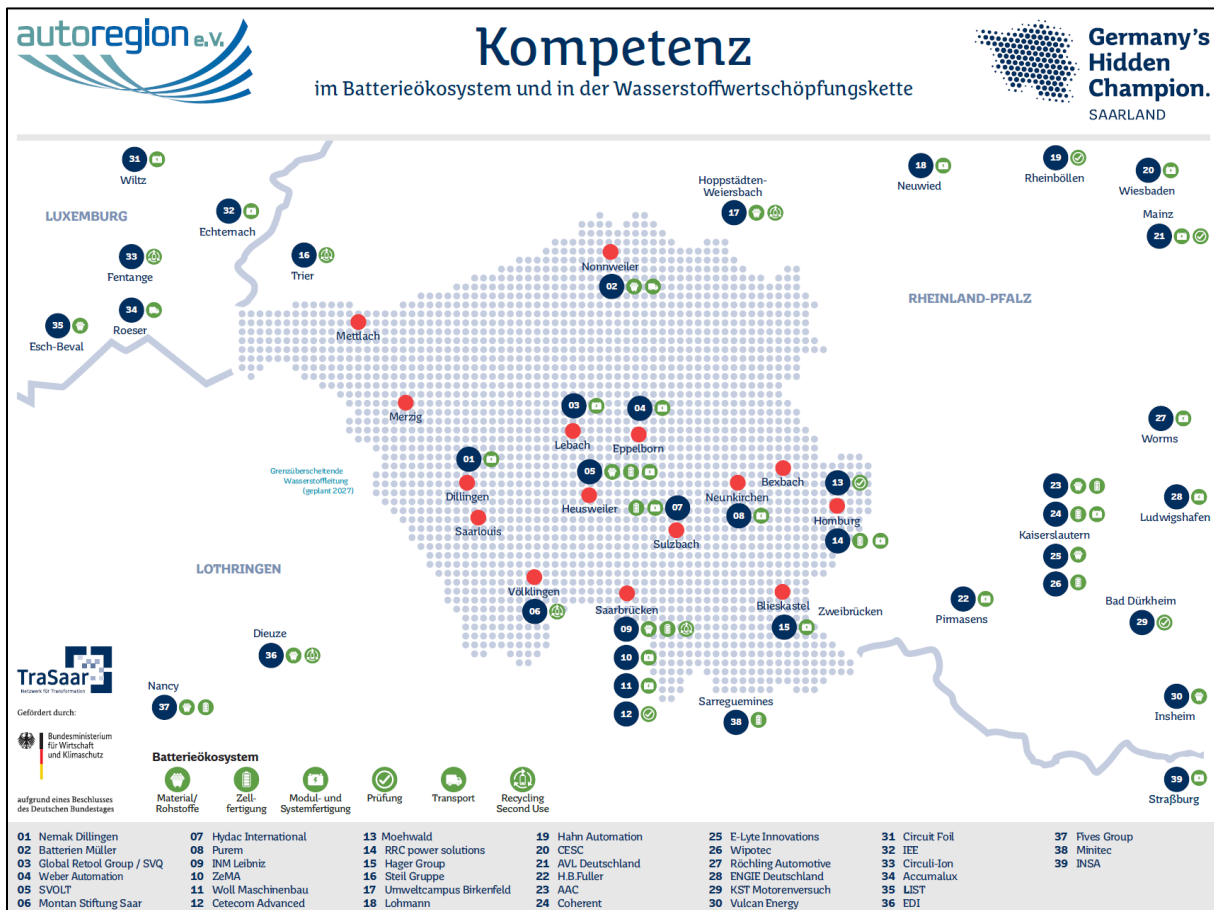 autoregion e.V.
Kompetenz
im Batterieökosystem und in der Wasserstoffwertschöpfungskette
Germany's
Hidden
Champion.
SAARLAND
31
Wiltz
LUXEMBURG
32
Echternach
33
Fentange
34
Roeser
35
Esch-Beval
16
Trier
Hoppstädten-
Weiersbach
17
18
Neuwied
19
Rheinböllen
20
Wiesbaden
Mainz
21
RHEINLAND-PFALZ
Nonnweiler
02
Mettlach
Merzig
03
Lebach
04
Eppelborn
01
Dillingen
Saarlouis
Grenzüberscheitende
Wasserstoffleitung
(geplant 2027)
05
Heusweiler
07
Sulzbach
Neunkirchen
08
Bexbach
13
Homburg
14
27
Worms
23
24
Kaiserslautern
25
26
28
Ludwigshafen
LOTHRINGEN
Völklingen
06
Saarbrücken
09
10
11
12
Blieskastel
15
Zweibrücken
22
Pirmasens
Bad Dürkheim
29
Dieuze
36
Nancy
37
Sarreguemines
38
30
Insheim
39
Straßburg
TraSaar
Netzwerk für Transformation
Gefördert durch:
Bundesministerium
für Wirtschaft
und Klimaschutz
aufgrund eines Beschlusses
des Deutschen Bundestages
Batterieökosystem
Material/
Rohstoffe
Zell-
fertigung
Modul- und
Systemfertigung
Prüfung
Transport
Recycling
Second Use
01 Nemak Dillingen
02 Batterien Müller
03 Global Retool Group / SVQ
04 Weber Automation
05 SVOLT
06 Montan Stiftung Saar
07 Hydac International
08 Purem
09 INM Leibniz
10 ZeMA
11 Woll Maschinenbau
12 Cetecom Advanced
13 Moehwald
14 RRC power solutions
15 Hager Group
16 Steil Gruppe
17 Umweltcampus Birkenfeld
18 Lohmann
19 Hahn Automation
20 CESC
21 AVL Deutschland
22 H.B.Fuller
23 AAC
24 Coherent
25 E-Lyte Innovations
26 Wipotec
27 Röchling Automotive
28 ENGIE Deutschland
29 KST Motorenversuch
30 Vulcan Energy
31 Circuit Foil
32 IEE
33 Circuli-Ion
34 Accumalux
35 LIST
36 EDI
37 Fives Group
38 Minitec
39 INSA